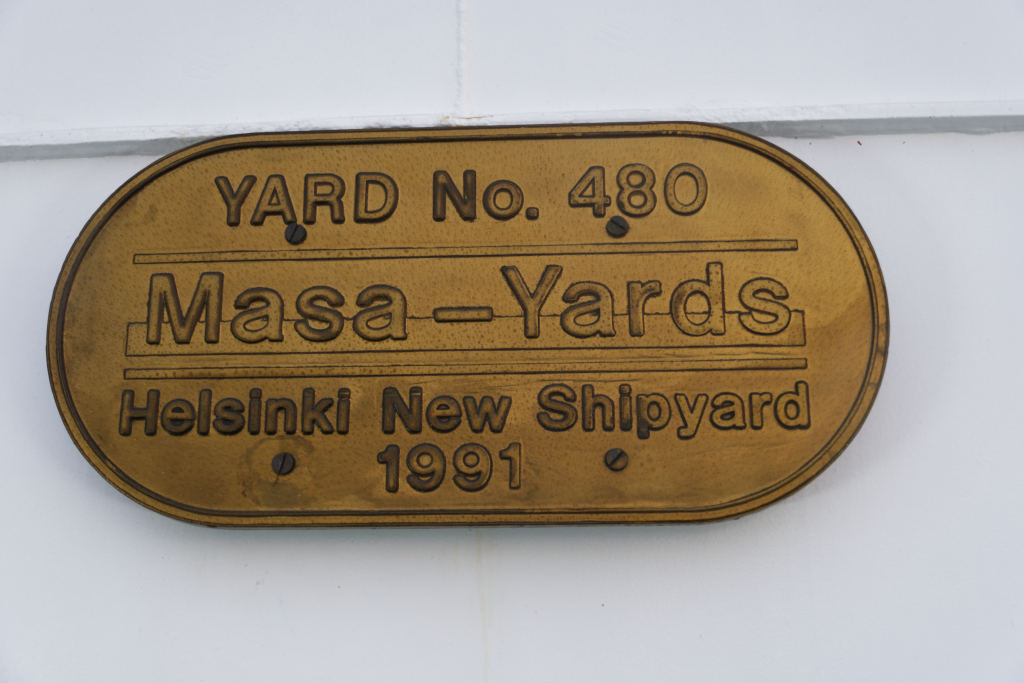 YARD No. 480
Masa-Yards
Helsinki New Shipyard
1991